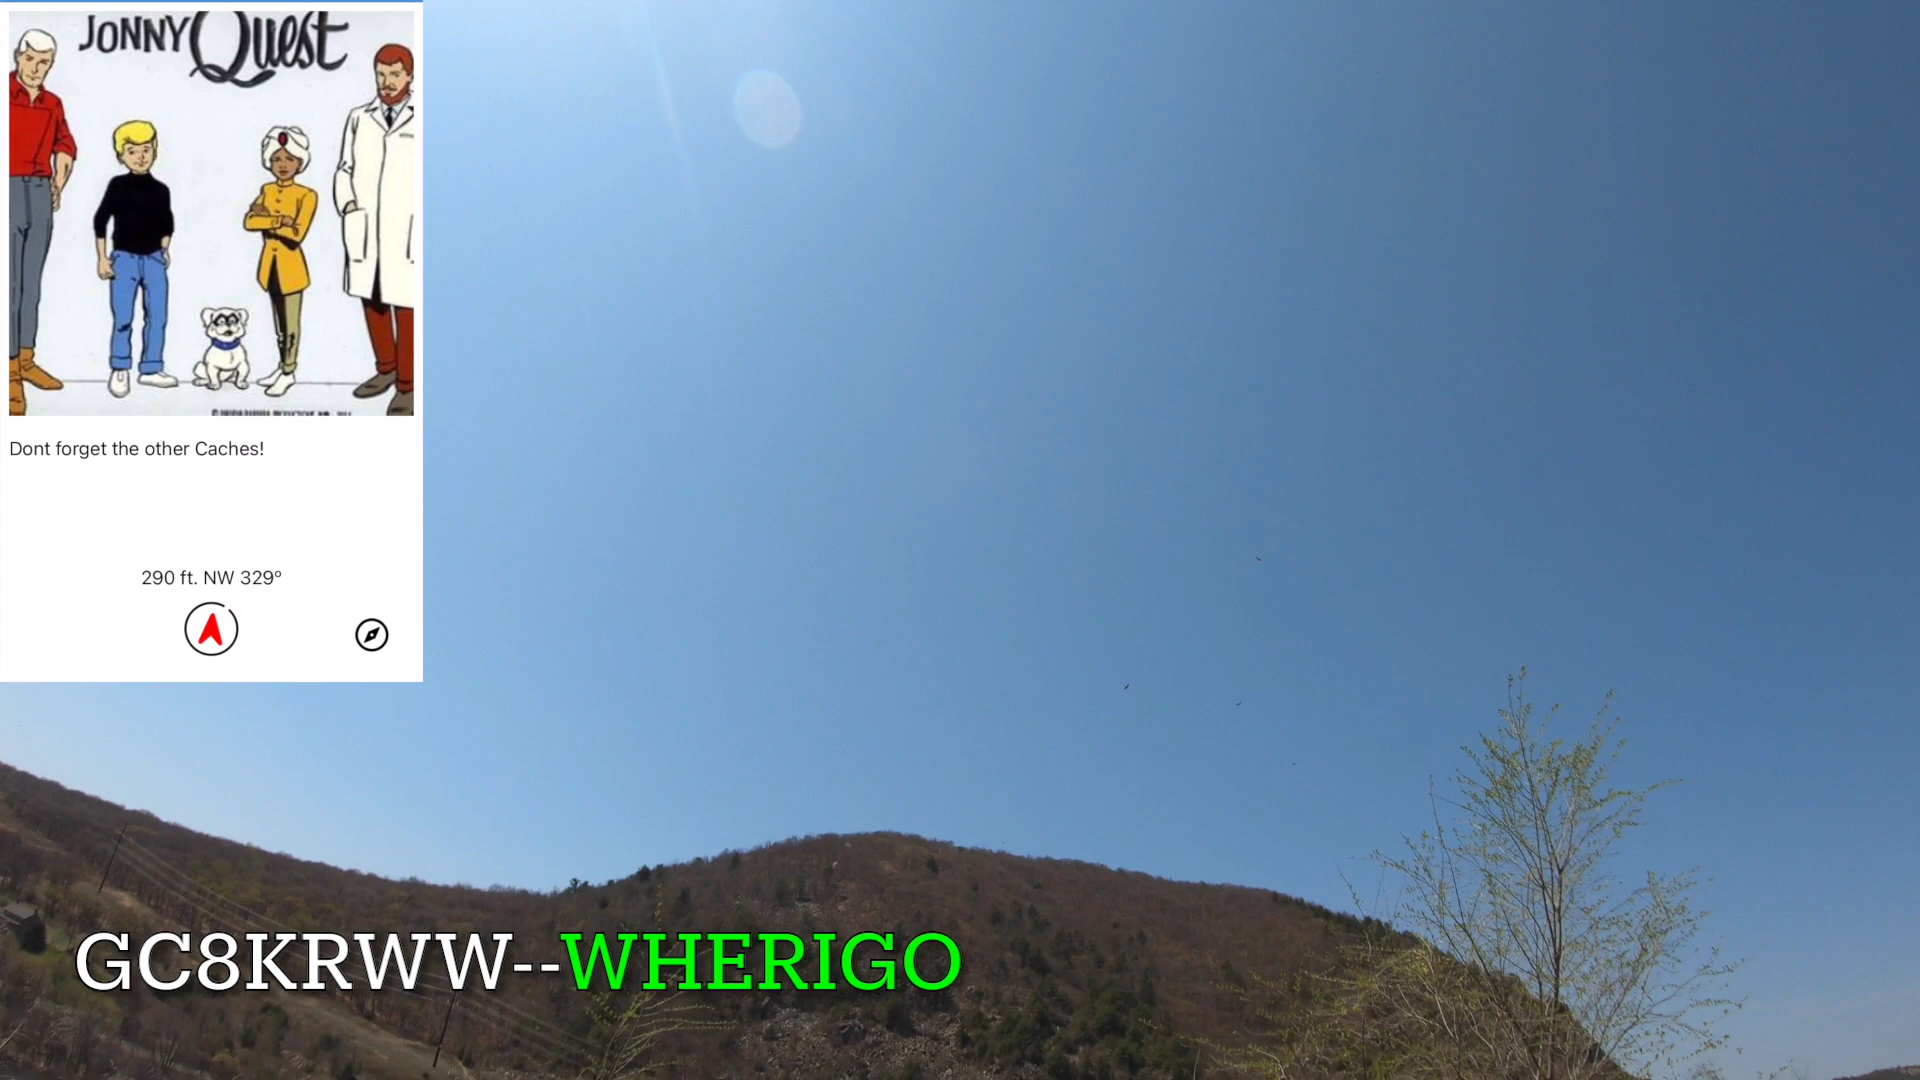 JONNY Quest
Dont forget the other Caches!
290 ft. NW 329°
GC8KRWW--WHERIGO